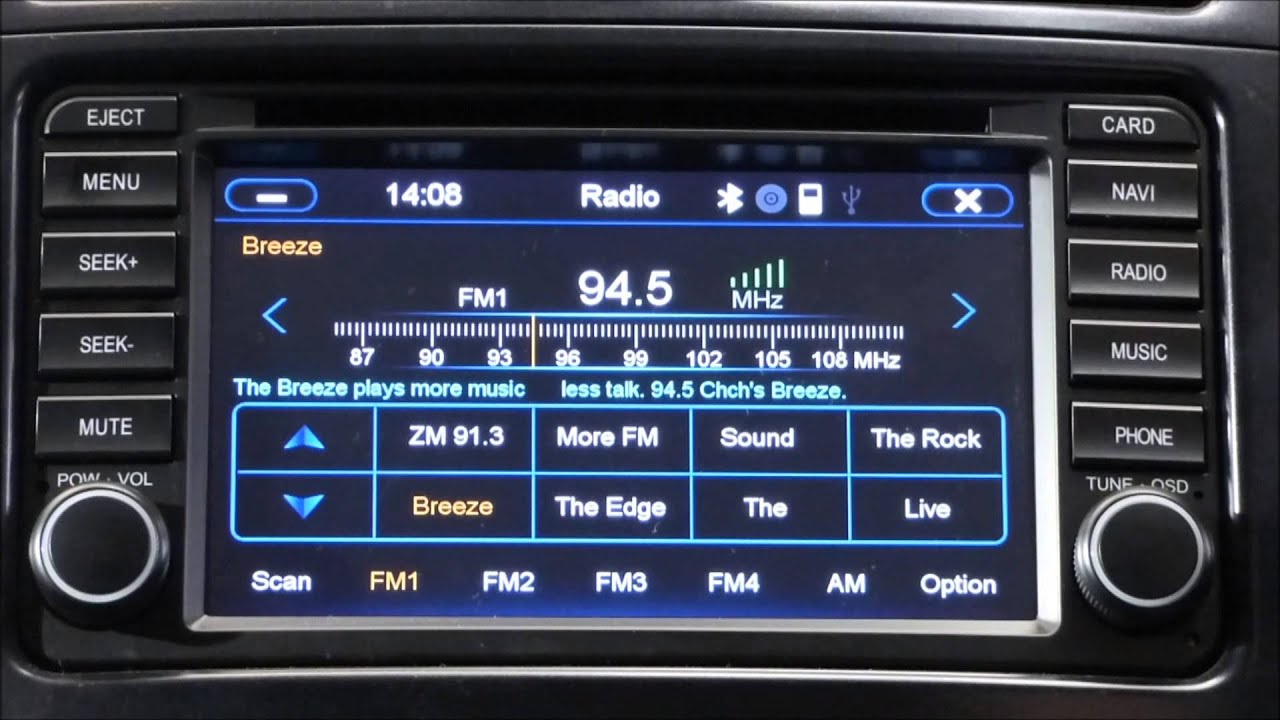 EJECT
CARD
MENU
NAVI
SEEK+
RADIO
SEEK-
MUSIC
MUTE
PHONE
POW · VOL
TUNE · OSD
14:08 Radio
Breeze
FM1 94.5 MHz
87 90 93 96 99 102 105 108 MHz
The Breeze plays more music less talk. 94.5 Chch's Breeze.
ZM 91.3 More FM Sound The Rock
Breeze The Edge The Live
Scan FM1 FM2 FM3 FM4 AM Option